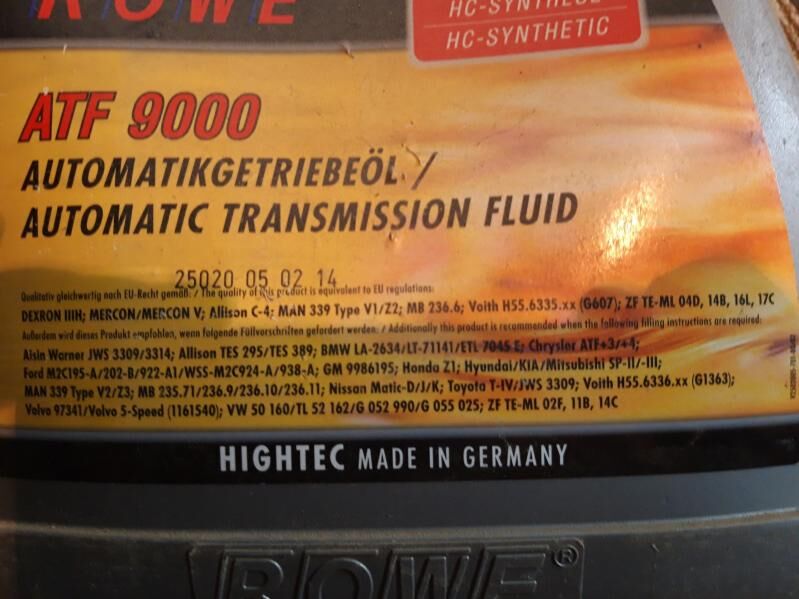 ROWE
HC-SYNTHESE
HC-SYNTHETIC
ATF 9000
AUTOMATIKGETRIEBEÖL /
AUTOMATIC TRANSMISSION FLUID
25020 05 02 14
Qualitativ gleichwertig nach EU-Recht gemäß: / The quality of this product is equivalent to EU regulations:
DEXRON IIIH; MERCON/MERCON V; Allison C-4; MAN 339 Type V1/Z2; MB 236.6; Voith H55.6335.xx (G607); ZF TE-ML 04D, 14B, 16L, 17C
Außerdem wird dieses Produkt empfohlen, wenn folgende Füllvorschriften gefordert werden: / Additionally this product is recommended when the following filling instructions are required:
Aisin Warner JWS 3309/3314; Allison TES 295/TES 389; BMW LA-2634/LT-71141/ETL 7045 E; Chrysler ATF+3/+4;
Ford M2C195-A/202-B/922-A1/WSS-M2C924-A/938-A; GM 9986195; Honda Z1; Hyundai/KIA/Mitsubishi SP-II/-III;
MAN 339 Type V2/Z3; MB 235.71/236.9/236.10/236.11; Nissan Matic-D/J/K; Toyota T-IV/JWS 3309; Voith H55.6336.xx (G1363);
Volvo 97341/Volvo 5-Speed (1161540); VW 50 160/TL 52 162/G 052 990/G 055 025; ZF TE-ML 02F, 11B, 14C
HIGHTEC MADE IN GERMANY
ROWE®